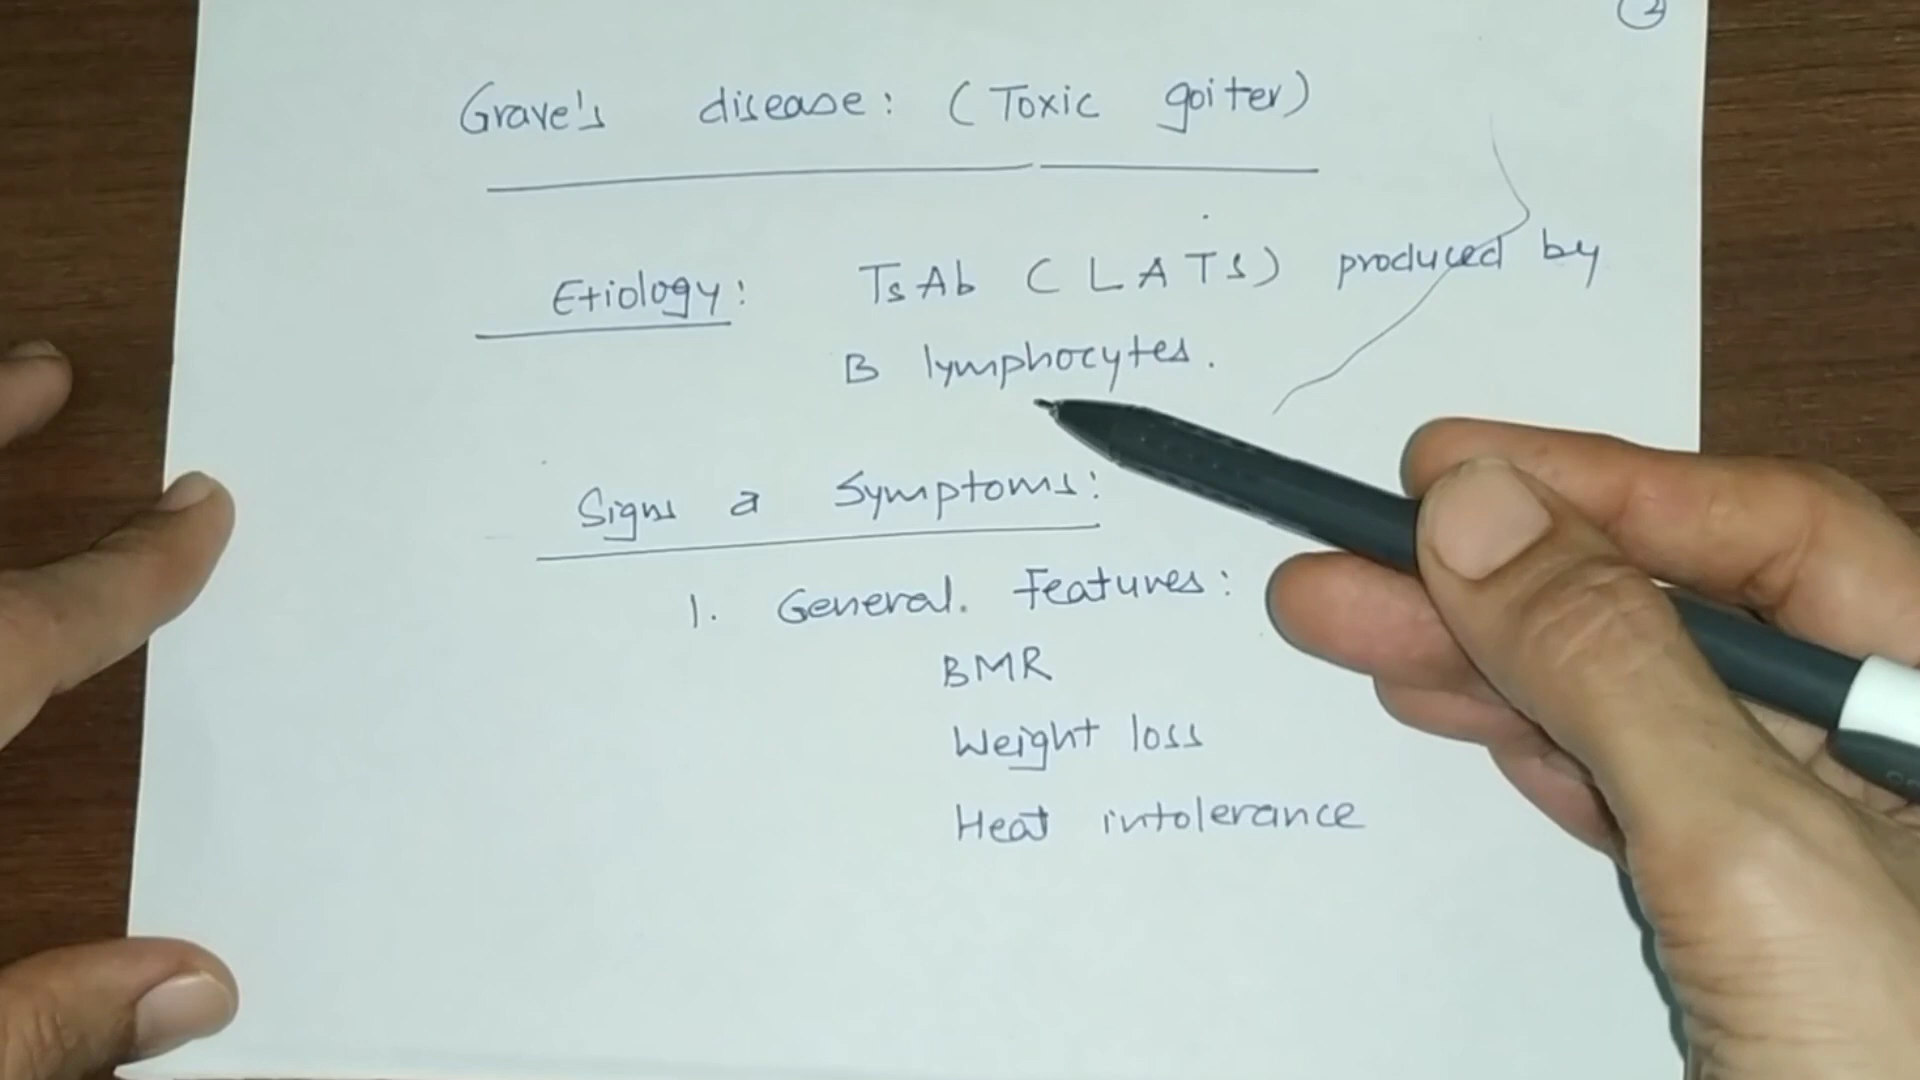 2
Grave's disease: (Toxic goiter)
Etiology: TsAb (LATS) produced by
B lymphocytes.
Signs & Symptoms:
1. General. Features:
BMR
Weight loss
Heat intolerance